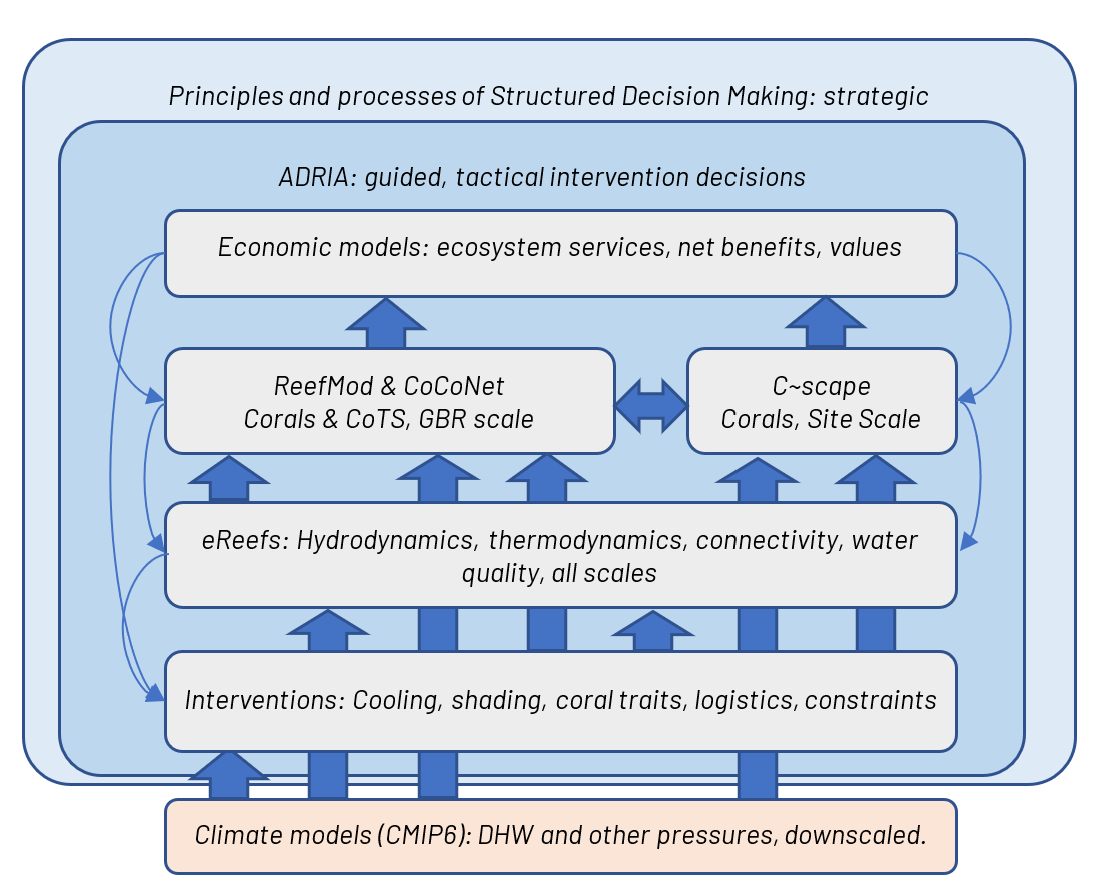 Principles and processes of Structured Decision Making: strategic
ADRIA: guided, tactical intervention decisions
Economic models: ecosystem services, net benefits, values
ReefMod & CoCoNet
Corals & CoTS, GBR scale
C~scape
Corals, Site Scale
eReefs: Hydrodynamics, thermodynamics, connectivity, water
quality, all scales
Interventions: Cooling, shading, coral traits, logistics, constraints
Climate models (CMIP6): DHW and other pressures, downscaled.